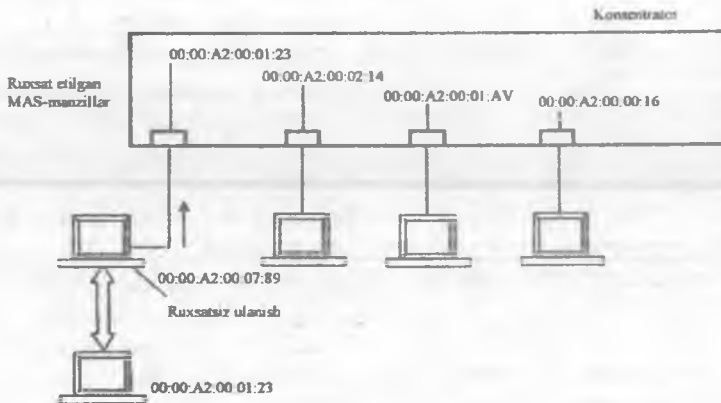 Konsentrator
00:00:A2:00:01:23
Ruxsat etilgan
MAS-manzillar
00:00:A2:00:02:14
00:00:A2:00:01:AV
00:00:A2:00:00:16
00:00:A2:00:07:89
Ruxsatsiz ulanish
00:00:A2:00:01:23